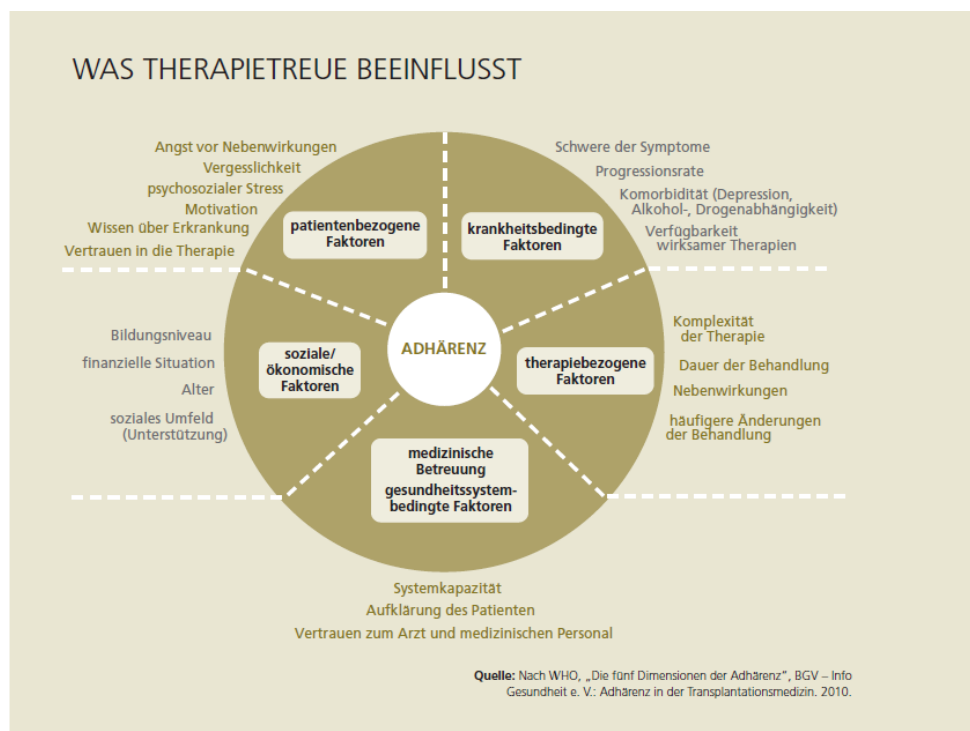 WAS THERAPIETREUE BEEINFLUSST
Angst vor Nebenwirkungen
Vergesslichkeit
psychosozialer Stress
Motivation
Wissen über Erkrankung
Vertrauen in die Therapie
patientenbezogene
Faktoren
Schwere der Symptome
Progressionsrate
Komorbidität (Depression,
Alkohol-, Drogenabhängigkeit)
Verfügbarkeit
wirksamer Therapien
krankheitsbedingte
Faktoren
Bildungsniveau
finanzielle Situation
Alter
soziales Umfeld
(Unterstützung)
soziale/
ökonomische
Faktoren
ADHÄRENZ
therapiebezogene
Faktoren
Komplexität
der Therapie
Dauer der Behandlung
Nebenwirkungen
häufigere Änderungen
der Behandlung
medizinische
Betreuung
gesundheitssystem-
bedingte Faktoren
Systemkapazität
Aufklärung des Patienten
Vertrauen zum Arzt und medizinischen Personal
Quelle: Nach WHO, „Die fünf Dimensionen der Adhärenz“, BGV – Info
Gesundheit e. V.: Adhärenz in der Transplantationsmedizin. 2010.